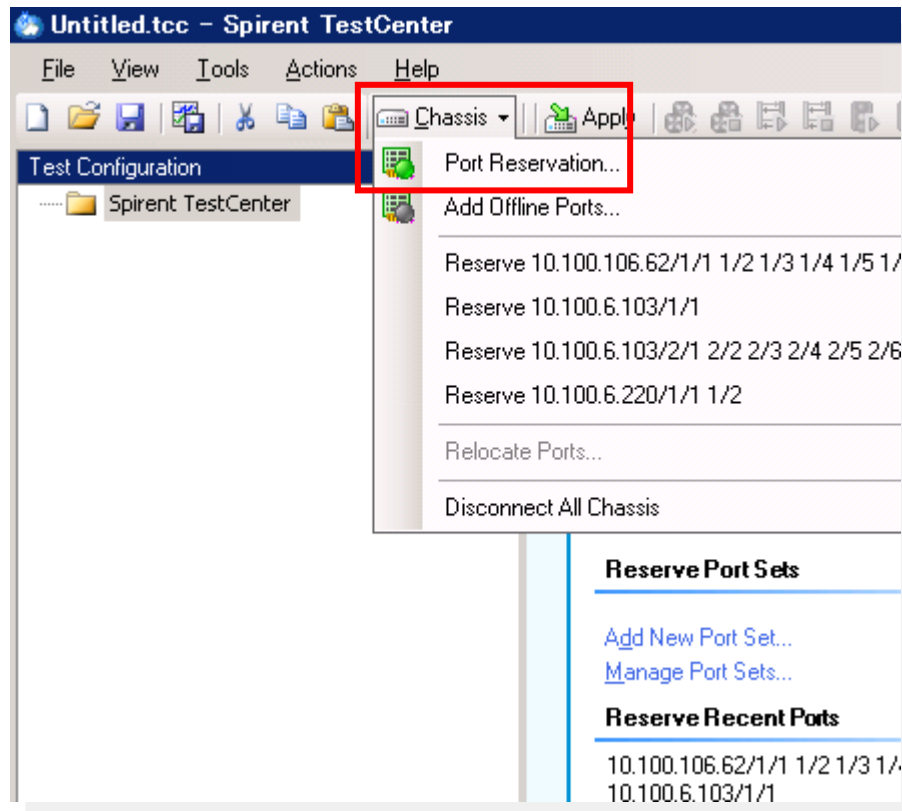 Untitled.tcc - Spirent TestCenter
File View Tools Actions Help
Chassis Apply
Test Configuration
Port Reservation...
Spirent TestCenter
Add Offline Ports...
Reserve 10.100.106.62/1/1 1/2 1/3 1/4 1/5 1/
Reserve 10.100.6.103/1/1
Reserve 10.100.6.103/2/1 2/2 2/3 2/4 2/5 2/6
Reserve 10.100.6.220/1/1 1/2
Relocate Ports...
Disconnect All Chassis
Reserve Port Sets
Add New Port Set...
Manage Port Sets...
Reserve Recent Ports
10.100.106.62/1/1 1/2 1/3 1/
10.100.6.103/1/1